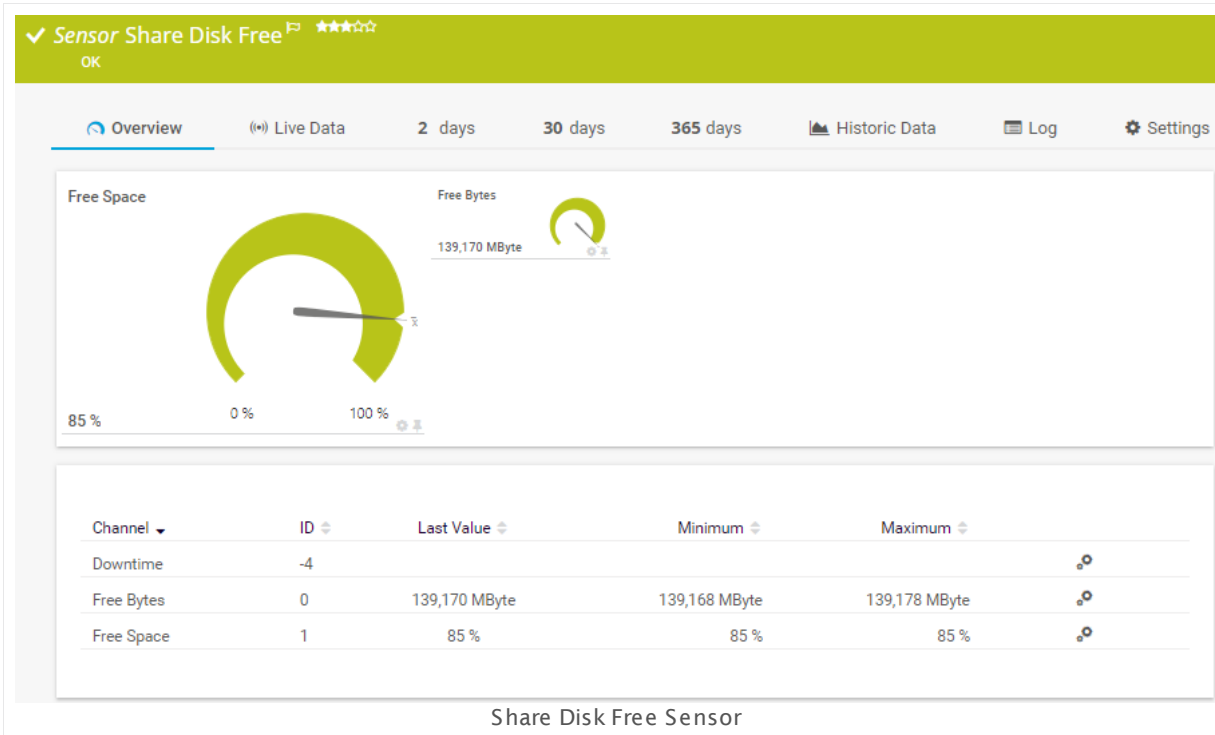 Sensor Share Disk Free
OK
Overview Live Data 2 days 30 days 365 days Historic Data Log Settings
Free Space
85 %
0 % 100 %
x̄
Free Bytes
139,170 MByte
Channel ID Last Value Minimum Maximum
Downtime -4
Free Bytes 0 139,170 MByte 139,168 MByte 139,178 MByte
Free Space 1 85 % 85 % 85 %
Share Disk Free Sensor